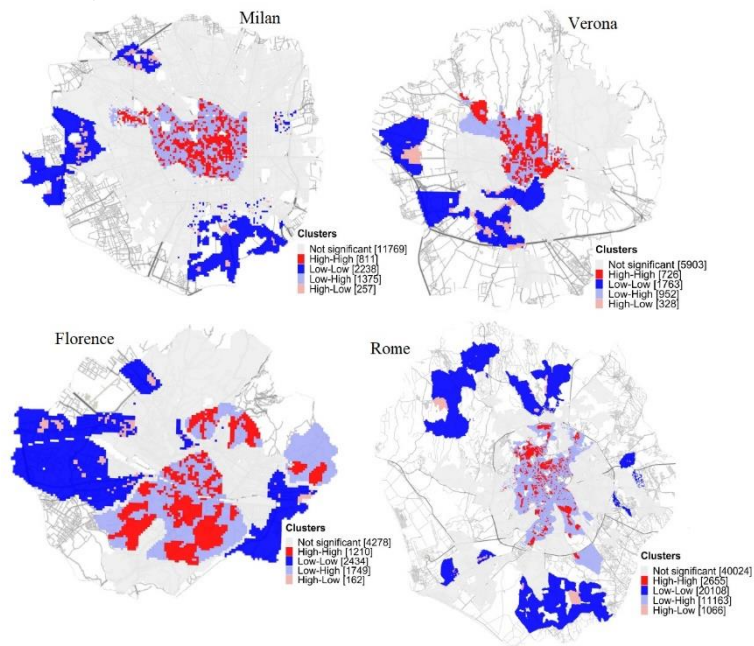 Milan
Clusters
Not significant [11769]
High-High [811]
Low-Low [2238]
Low-High [1375]
High-Low [257]
Verona
Clusters
Not significant [5903]
High-High [726]
Low-Low [1763]
Low-High [952]
High-Low [328]
Florence
Clusters
Not significant [4278]
High-High [1210]
Low-Low [2434]
Low-High [1749]
High-Low [162]
Rome
Clusters
Not significant [40024]
High-High [2655]
Low-Low [20108]
Low-High [11163]
High-Low [1066]